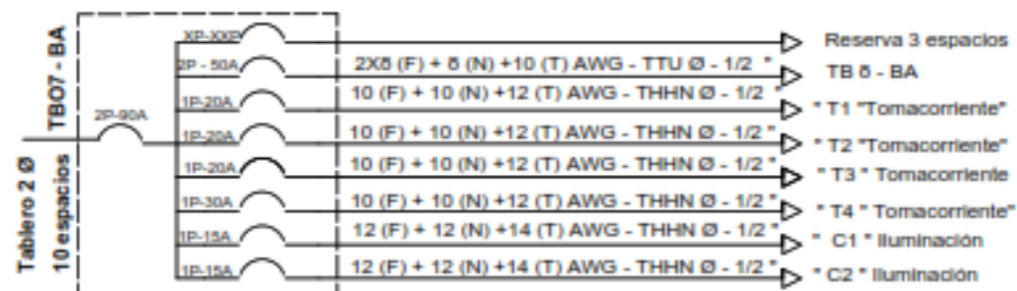 Tablero 2 Ø
10 espacios
TBO7 - BA
2P-90A
XP-XXP
Reserva 3 espacios
2P - 50A
2X8 (F) + 8 (N) +10 (T) AWG - TTU Ø - 1/2 "
TB 8 - BA
1P-20A
10 (F) + 10 (N) +12 (T) AWG - THHN Ø - 1/2 "
" T1 "Tomacorriente"
1P-20A
10 (F) + 10 (N) +12 (T) AWG - THHN Ø - 1/2 "
" T2 "Tomacorriente"
1P-20A
10 (F) + 10 (N) +12 (T) AWG - THHN Ø - 1/2 "
" T3 " Tomacorriente
1P-30A
10 (F) + 10 (N) +12 (T) AWG - THHN Ø - 1/2 "
" T4 " Tomacorriente"
1P-15A
12 (F) + 12 (N) +14 (T) AWG - THHN Ø - 1/2 "
" C1 " Iluminación
1P-15A
12 (F) + 12 (N) +14 (T) AWG - THHN Ø - 1/2 "
" C2 " Iluminación